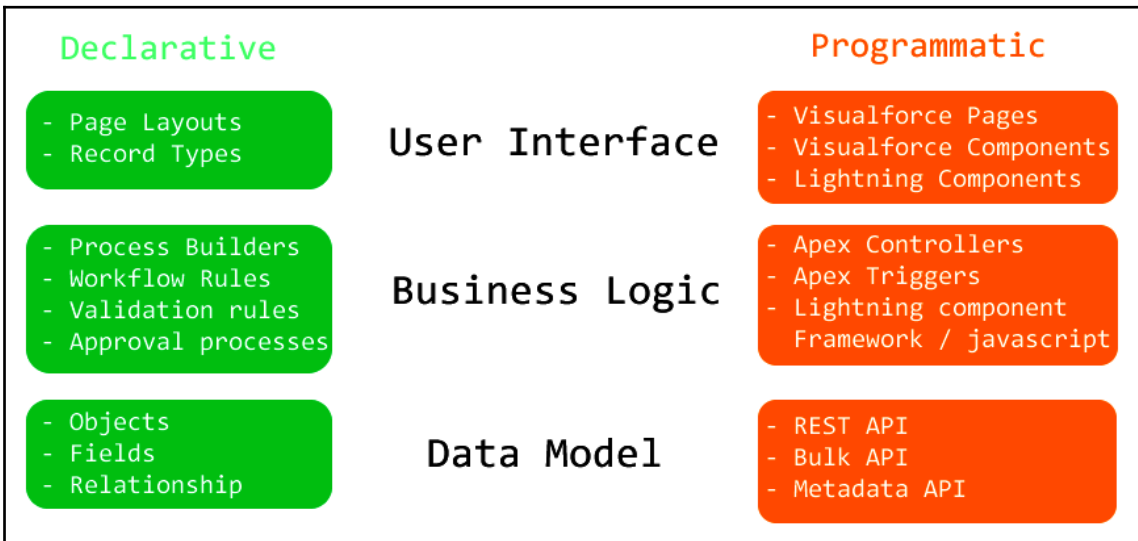 Declarative
Programmatic
- Page Layouts
- Record Types
User Interface
- Visualforce Pages
- Visualforce Components
- Lightning Components
- Process Builders
- Workflow Rules
- Validation rules
- Approval processes
Business Logic
- Apex Controllers
- Apex Triggers
- Lightning component
Framework / javascript
- Objects
- Fields
- Relationship
Data Model
- REST API
- Bulk API
- Metadata API